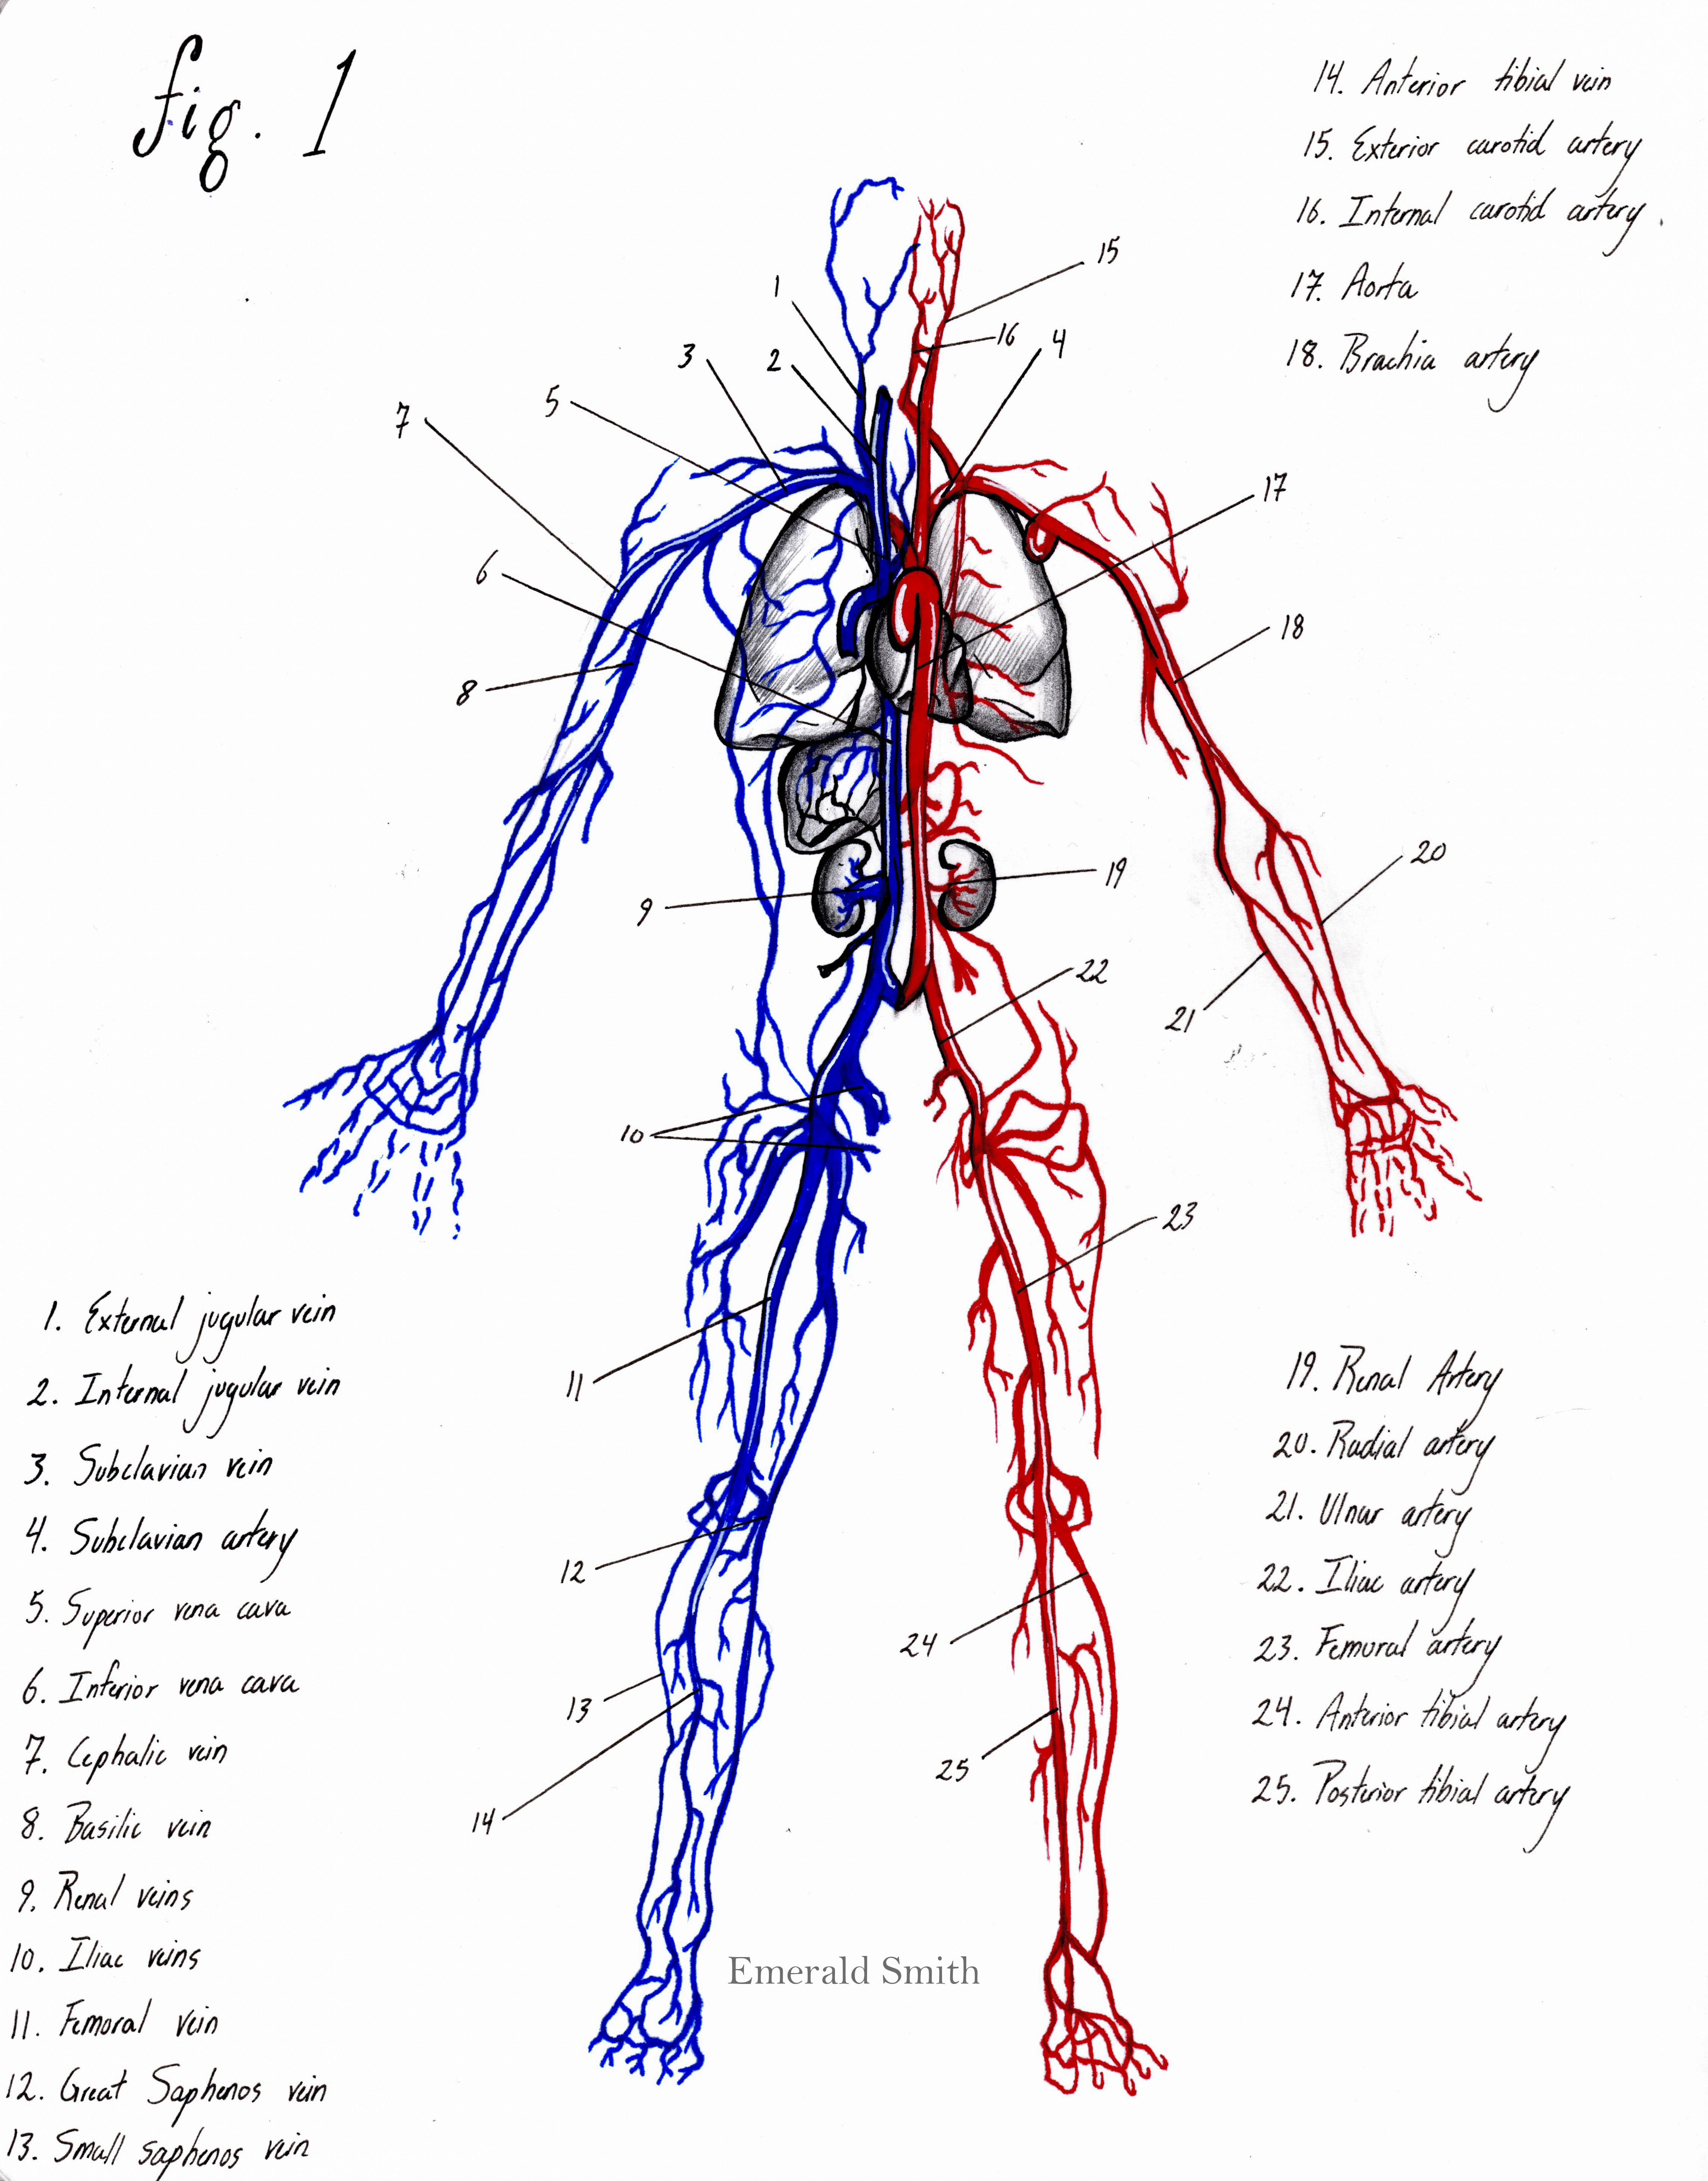 fig. 1
14. Anterior tibial vein
15. Exterior carotid artery
16. Internal carotid artery.
17. Aorta
18. Brachia artery
15
1
16
4
3
2
5
7
17
6
18
8
20
19
9
22
21
10
23
11
12
24
13
25
14
1. External jugular vein
2. Internal jugular vein
3. Subclavian vein
4. Subclavian artery
5. Superior vena cava
6. Inferior vena cava
7. Cephalic vein
8. Basilic vein
9. Renal veins
10. Iliac veins
11. Femoral vein
12. Great Saphenos vein
13. Small saphenos vein
19. Renal Artery
20. Radial artery
21. Ulnar artery
22. Iliac artery
23. Femural artery
24. Anterior tibial artery
25. Posterior tibial artery
Emerald Smith